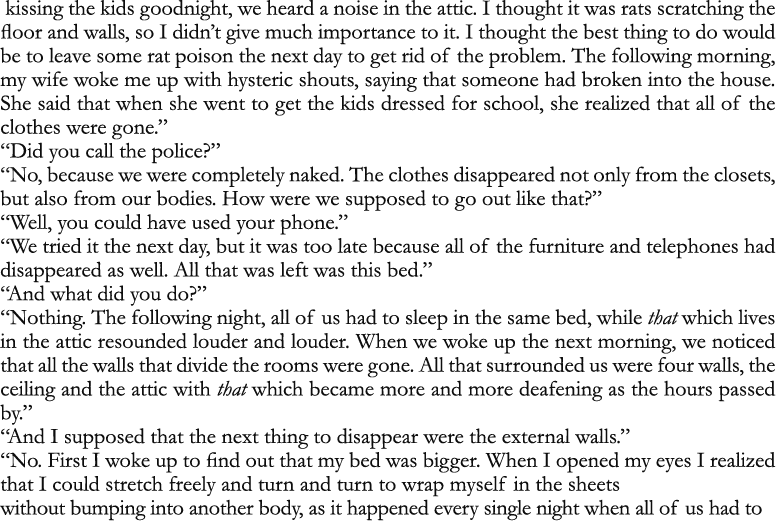 kissing the kids goodnight, we heard a noise in the attic. I thought it was rats scratching the
floor and walls, so I didn’t give much importance to it. I thought the best thing to do would
be to leave some rat poison the next day to get rid of the problem. The following morning,
my wife woke me up with hysteric shouts, saying that someone had broken into the house.
She said that when she went to get the kids dressed for school, she realized that all of the
clothes were gone.”
“Did you call the police?”
“No, because we were completely naked. The clothes disappeared not only from the closets,
but also from our bodies. How were we supposed to go out like that?”
“Well, you could have used your phone.”
“We tried it the next day, but it was too late because all of the furniture and telephones had
disappeared as well. All that was left was this bed.”
“And what did you do?”
“Nothing. The following night, all of us had to sleep in the same bed, while that which lives
in the attic resounded louder and louder. When we woke up the next morning, we noticed
that all the walls that divide the rooms were gone. All that surrounded us were four walls, the
ceiling and the attic with that which became more and more deafening as the hours passed
by.”
“And I supposed that the next thing to disappear were the external walls.”
“No. First I woke up to find out that my bed was bigger. When I opened my eyes I realized
that I could stretch freely and turn and turn to wrap myself in the sheets
without bumping into another body, as it happened every single night when all of us had to